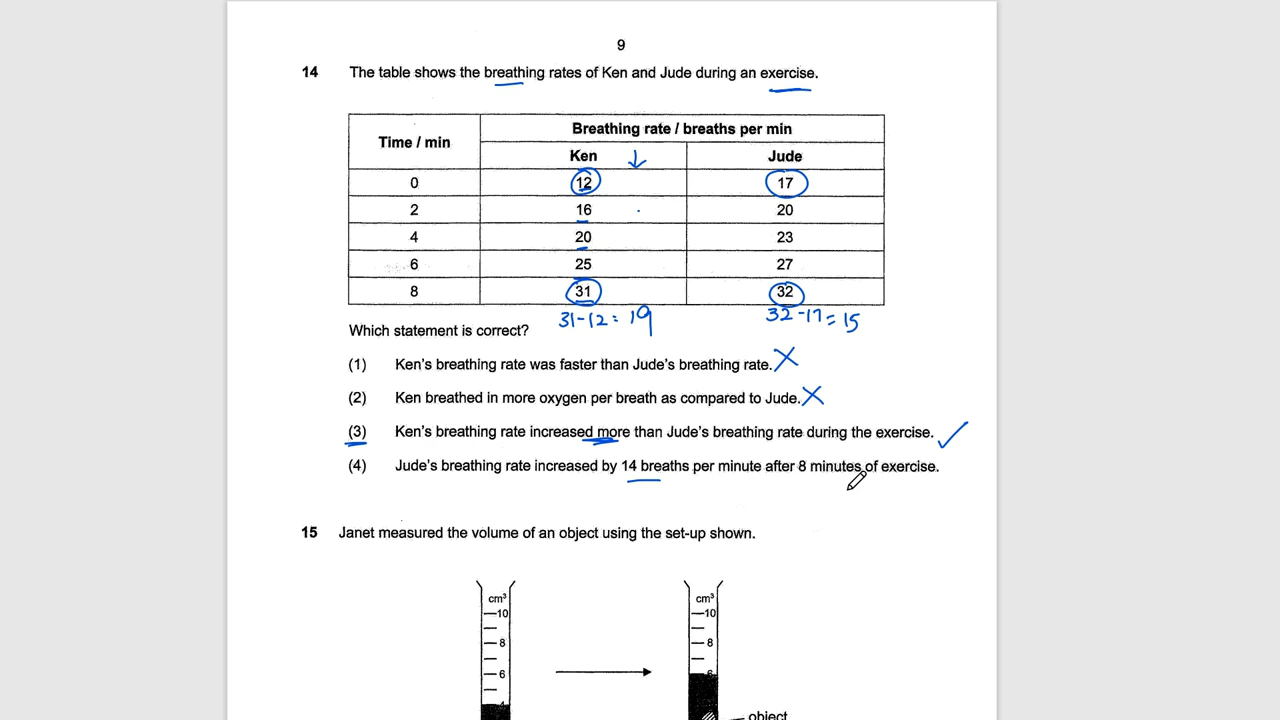 9
14 The table shows the breathing rates of Ken and Jude during an exercise.
Time / min Breathing rate / breaths per min
Ken Jude
0 12 17
2 16 20
4 20 23
6 25 27
8 31 32
31-12 = 19 32-17 = 15
Which statement is correct?
(1) Ken's breathing rate was faster than Jude's breathing rate.
(2) Ken breathed in more oxygen per breath as compared to Jude.
(3) Ken's breathing rate increased more than Jude's breathing rate during the exercise.
(4) Jude's breathing rate increased by 14 breaths per minute after 8 minutes of exercise.
15 Janet measured the volume of an object using the set-up shown.
cm³ cm³
10 10
8 8
6 6
4
object